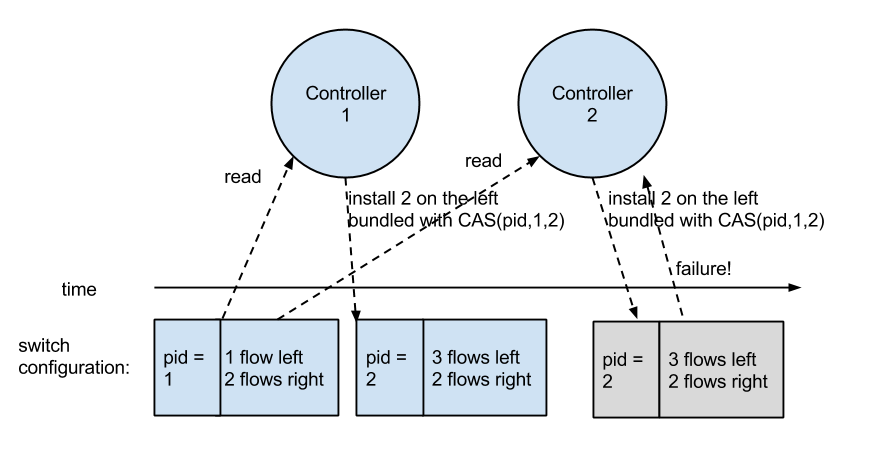 Controller
1
Controller
2
read
read
install 2 on the left
bundled with CAS(pid,1,2)
install 2 on the left
bundled with CAS(pid,1,2)
failure!
time
switch
configuration:
pid =
1
1 flow left
2 flows right
pid =
2
3 flows left
2 flows right
pid =
2
3 flows left
2 flows right